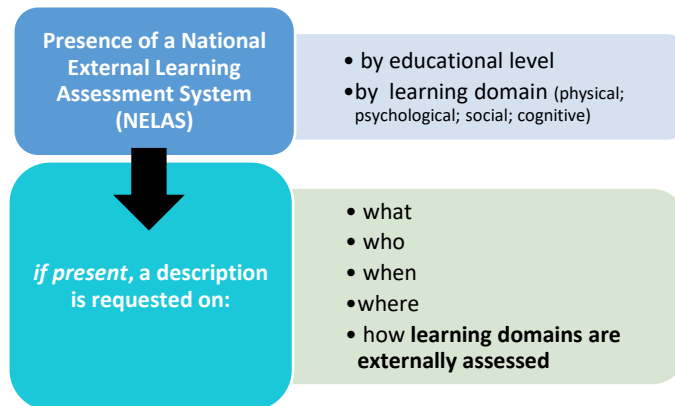 Presence of a National
External Learning
Assessment System
(NELAS)
• by educational level
•by learning domain (physical;
psychological; social; cognitive)
if present, a description
is requested on:
• what
• who
• when
•where
• how learning domains are
externally assessed